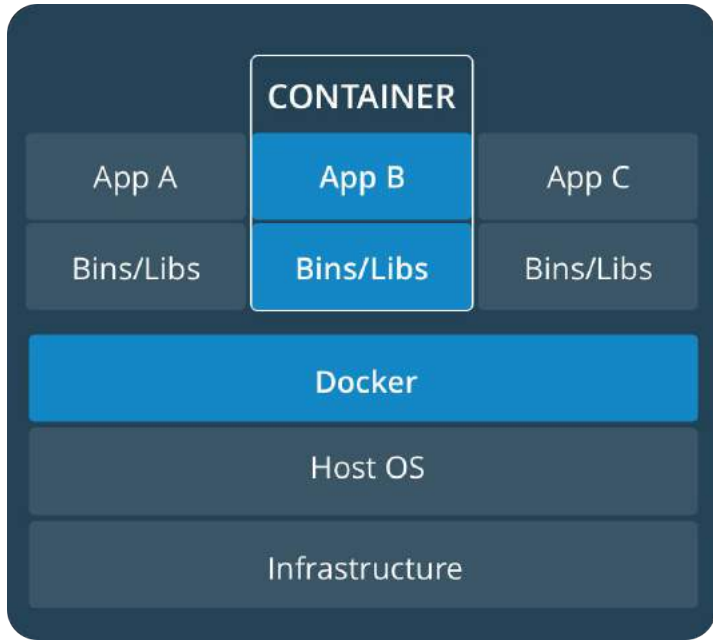 CONTAINER
App A
App B
App C
Bins/Libs
Bins/Libs
Bins/Libs
Docker
Host OS
Infrastructure